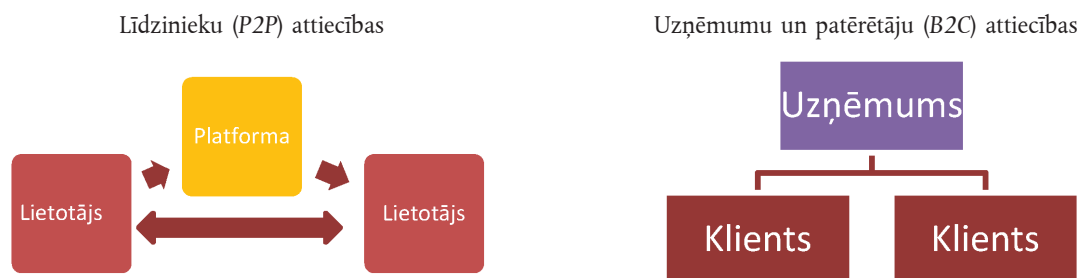 Līdzinieku (P2P) attiecības
Platforma
Lietotājs
Lietotājs
Uzņēmumu un patērētāju (B2C) attiecības
Uzņēmums
Klients
Klients